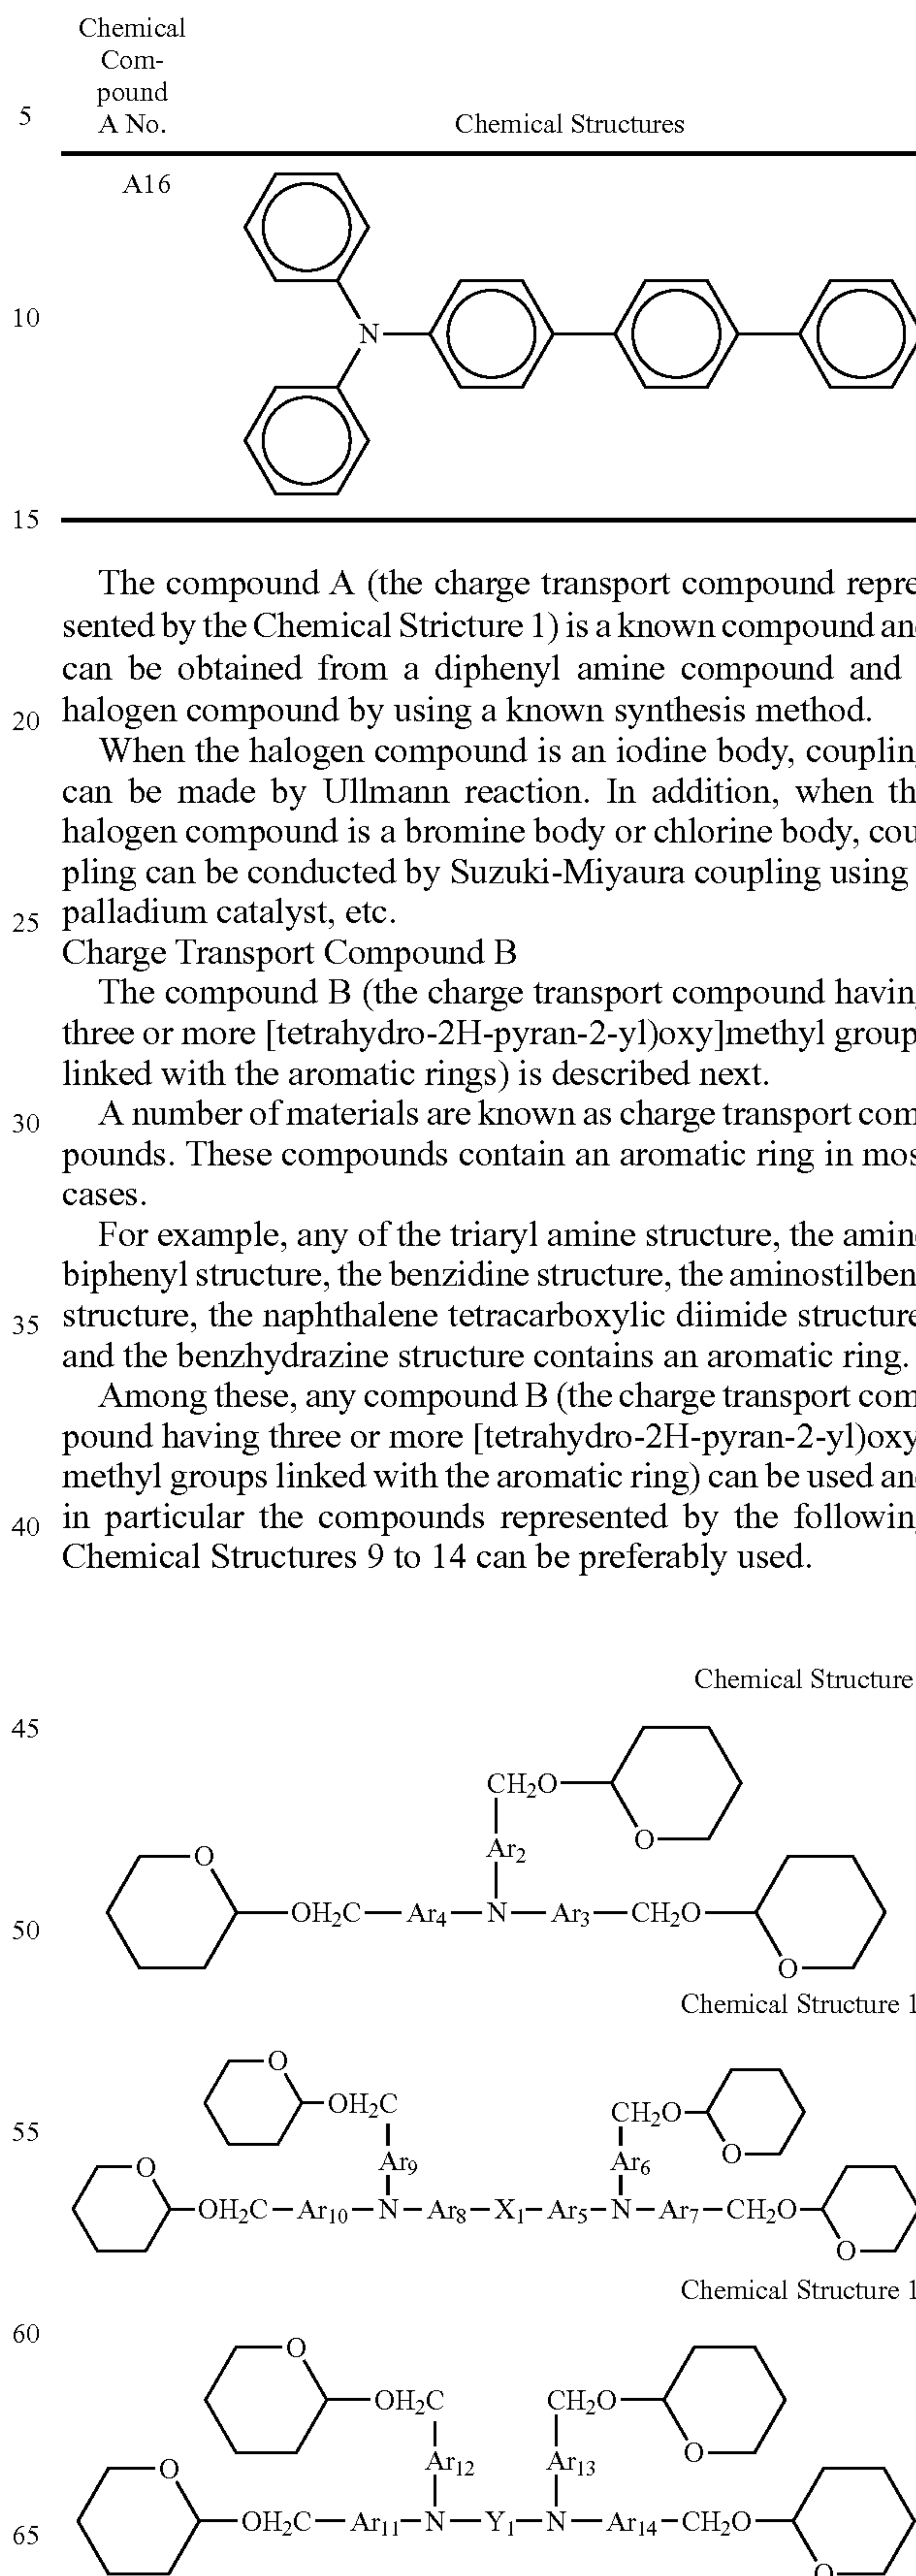 Chemical
Com-
pound
5
A No. Chemical Structures
A16
10
N
15
The compound A (the charge transport compound repre
sented by the Chemical Stricture 1) is a known compound an
can be obtained from a diphenyl amine compound and
20 halogen compound by using a known synthesis method.
When the halogen compound is an iodine body, couplin
can be made by Ullmann reaction. In addition, when th
halogen compound is a bromine body or chlorine body, cou
pling can be conducted by Suzuki-Miyaura coupling using
25 palladium catalyst, etc.
Charge Transport Compound B
The compound B (the charge transport compound havin
three or more [tetrahydro-2H-pyran-2-yl)oxy]methyl group
linked with the aromatic rings) is described next.
30 A number of materials are known as charge transport com
pounds. These compounds contain an aromatic ring in mos
cases.
For example, any of the triaryl amine structure, the amin
biphenyl structure, the benzidine structure, the aminostilben
35 structure, the naphthalene tetracarboxylic diimide structure
and the benzhydrazine structure contains an aromatic ring.
Among these, any compound B (the charge transport com
pound having three or more [tetrahydro-2H-pyran-2-yl)oxy
methyl groups linked with the aromatic ring) can be used an
40 in particular the compounds represented by the following
Chemical Structures 9 to 14 can be preferably used.
Chemical Structure
45
CH₂O
O
Ar₂
O
50 OH₂C Ar₄ N Ar₃ CH₂O
O
Chemical Structure 1
O
OH₂C CH₂O
55
O
Ar₉ Ar₆
O
OH₂C Ar₁₀ N Ar₈ X₁ Ar₅ N Ar₇ CH₂O
O
Chemical Structure 1
60
O
OH₂C CH₂O
O
Ar₁₂ Ar₁₃
O
65 OH₂C Ar₁₁ N Y₁ N Ar₁₄ CH₂O
O